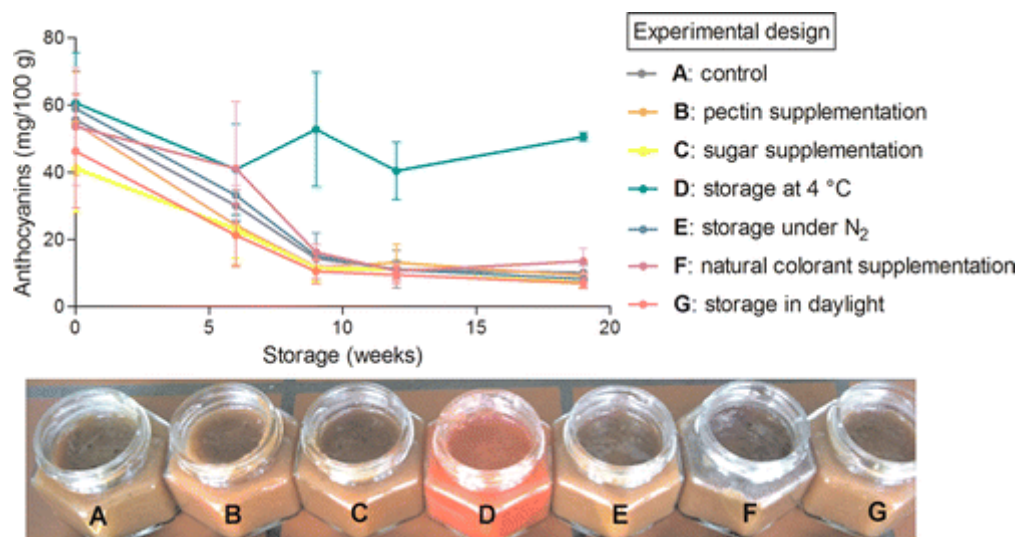 Experimental design
A: control
B: pectin supplementation
C: sugar supplementation
D: storage at 4 °C
E: storage under N2
F: natural colorant supplementation
G: storage in daylight
Anthocyanins (mg/100 g)
80
60
40
20
0
0 5 10 15 20
Storage (weeks)
A B C D E F G